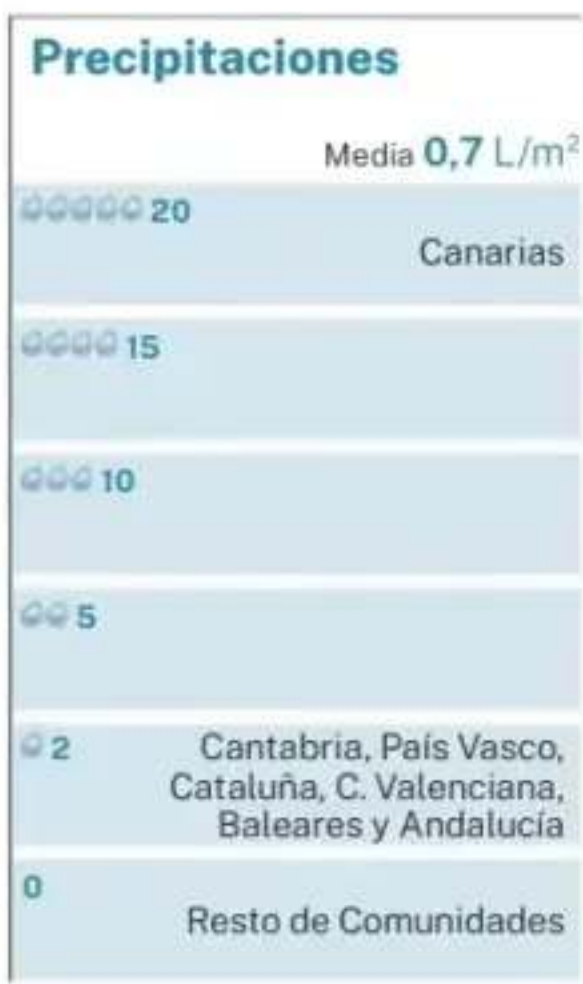 Precipitaciones
Media 0,7 L/m²
20
Canarias
15
10
5
2
Cantabria, País Vasco,
Cataluña, C. Valenciana,
Baleares y Andalucía
0
Resto de Comunidades